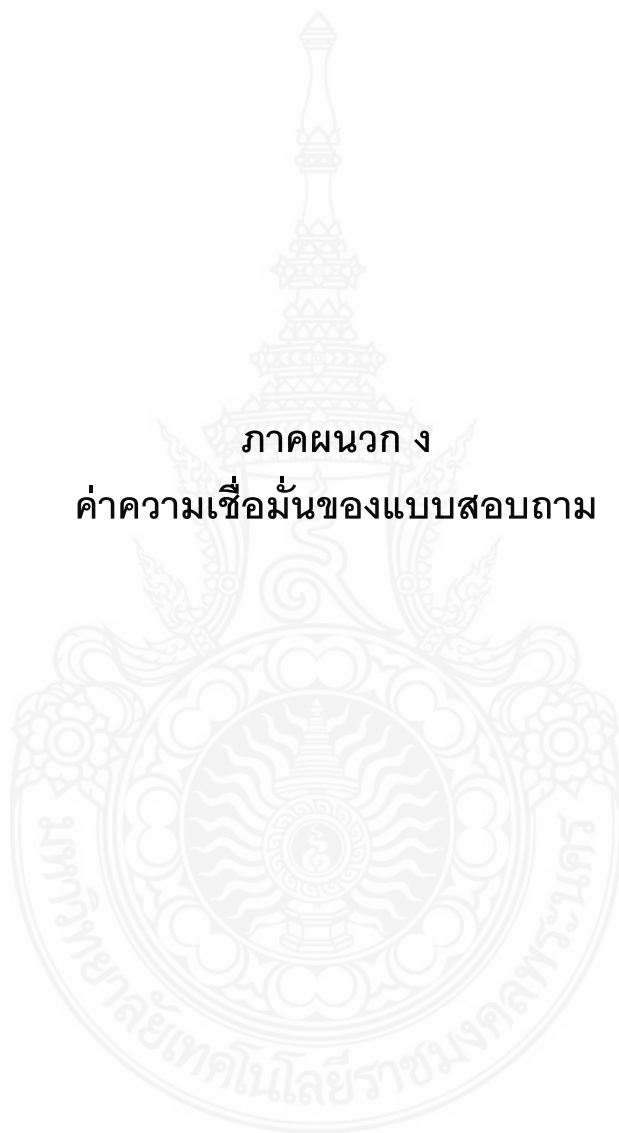 ภาคผนวก ง
ค่าความเชื่อมั่นของแบบสอบถาม
มหาวิทยาลัยเทคโนโลยีราชมงคลพระนคร